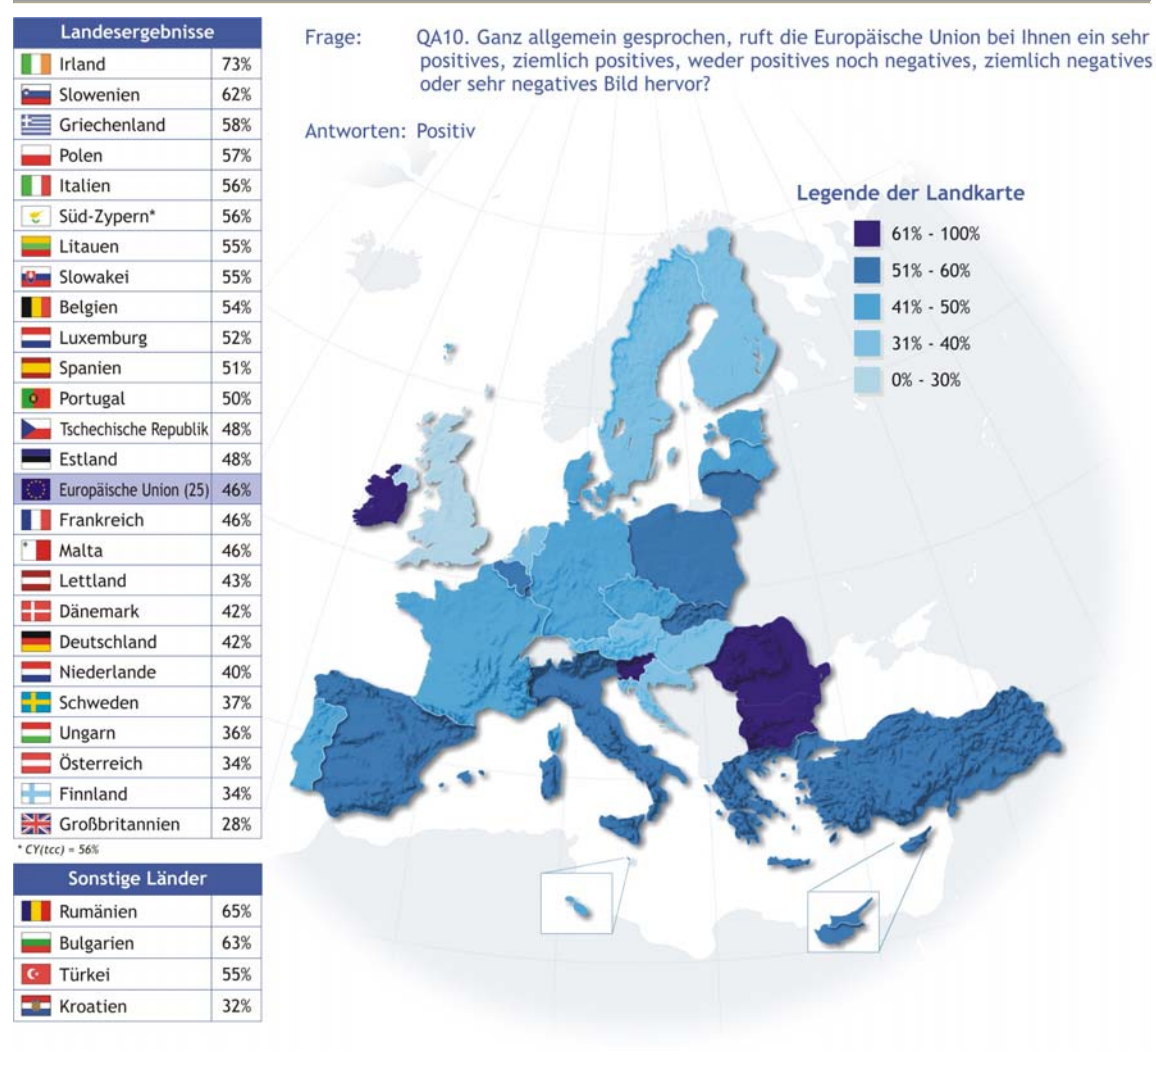 Landesergebnisse
Irland 73%
Slowenien 62%
Griechenland 58%
Polen 57%
Italien 56%
Süd-Zypern* 56%
Litauen 55%
Slowakei 55%
Belgien 54%
Luxemburg 52%
Spanien 51%
Portugal 50%
Tschechische Republik 48%
Estland 48%
Europäische Union (25) 46%
Frankreich 46%
Malta 46%
Lettland 43%
Dänemark 42%
Deutschland 42%
Niederlande 40%
Schweden 37%
Ungarn 36%
Österreich 34%
Finnland 34%
Großbritannien 28%
* CY(tcc) = 56%
Sonstige Länder
Rumänien 65%
Bulgarien 63%
Türkei 55%
Kroatien 32%
Frage: QA10. Ganz allgemein gesprochen, ruft die Europäische Union bei Ihnen ein sehr
positives, ziemlich positives, weder positives noch negatives, ziemlich negatives
oder sehr negatives Bild hervor?
Antworten: Positiv
Legende der Landkarte
61% - 100%
51% - 60%
41% - 50%
31% - 40%
0% - 30%